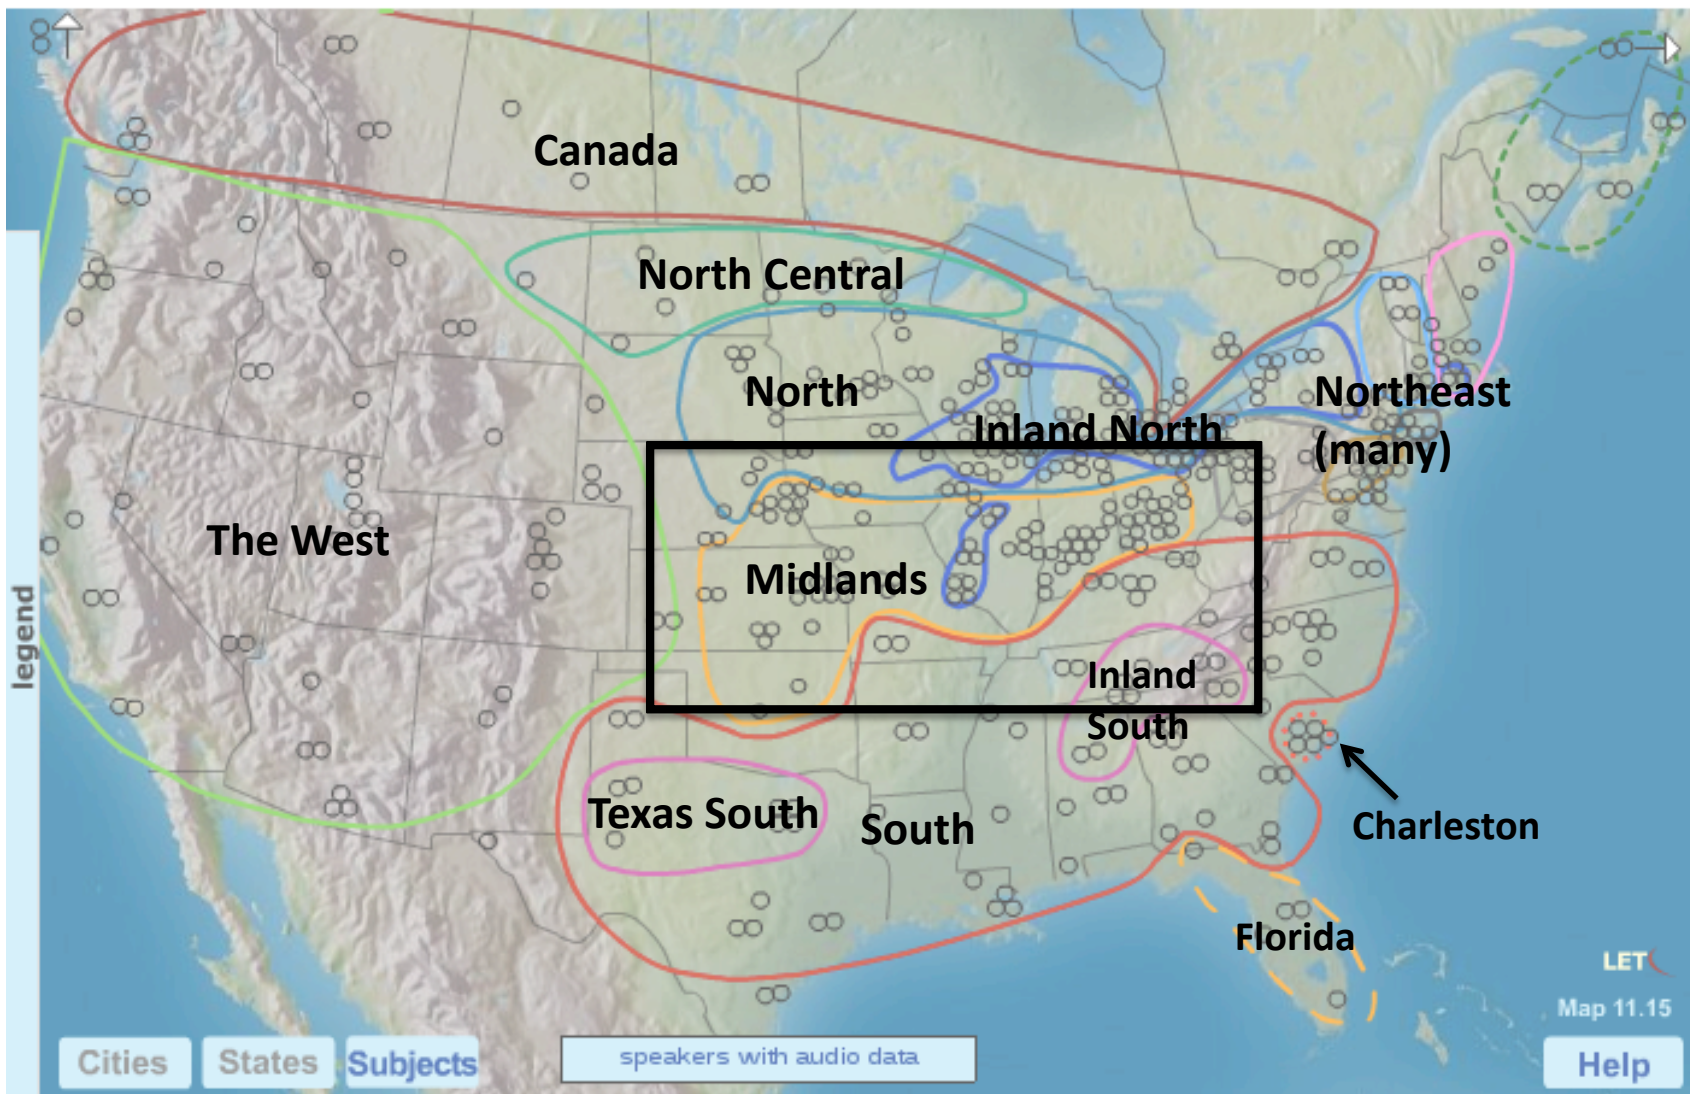 Canada
North Central
North
Inland North
Northeast
(many)
The West
Midlands
Inland
South
Texas South
South
Charleston
Florida
legend
LET
Map 11.15
Cities
States
Subjects
speakers with audio data
Help